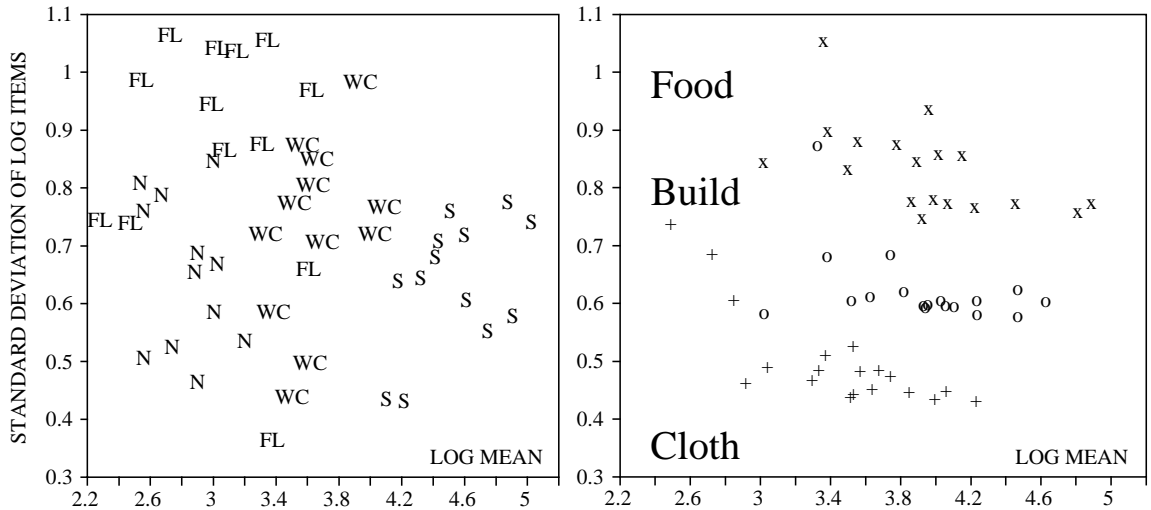 STANDARD DEVIATION OF LOG ITEMS
1.1
1
0.9
0.8
0.7
0.6
0.5
0.4
0.3
2.2 2.6 3 3.4 3.8 4.2 4.6 5
FL
FL FL FL
FL
FL FL WC
FL
FL WC
FL
N WC
N WC
N WC S S
N WC
FL FL S
WC WC S
WC S
N S
N FL
N S S
N WC S
S
N S
N
N WC
N
WC S S
FL
LOG MEAN
1.1
1
0.9
0.8
0.7
0.6
0.5
0.4
0.3
2.2 2.6 3 3.4 3.8 4.2 4.6 5
Food
Build
Cloth
LOG MEAN
x
x
x
x x
o
x x
x x
x
x x x x x x
x
x
+
+ o o
+ o o o o o o o o o o o o o o
+ + + + + + + + + + + + + + + +